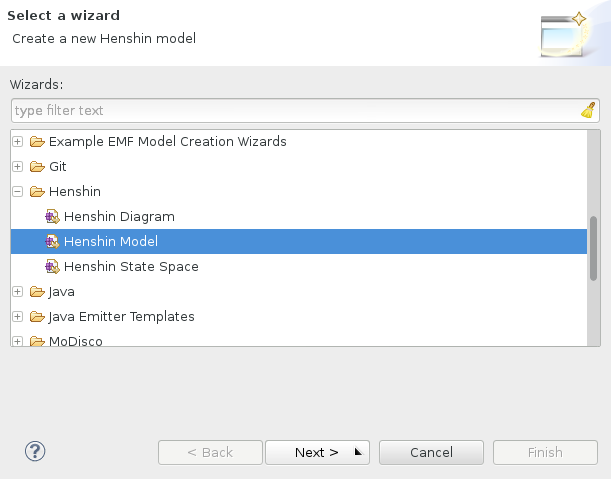 Select a wizard
Create a new Henshin model
Wizards:
type filter text
Example EMF Model Creation Wizards
Git
Henshin
Henshin Diagram
Henshin Model
Henshin State Space
Java
Java Emitter Templates
MoDisco
? < Back Next > Cancel Finish